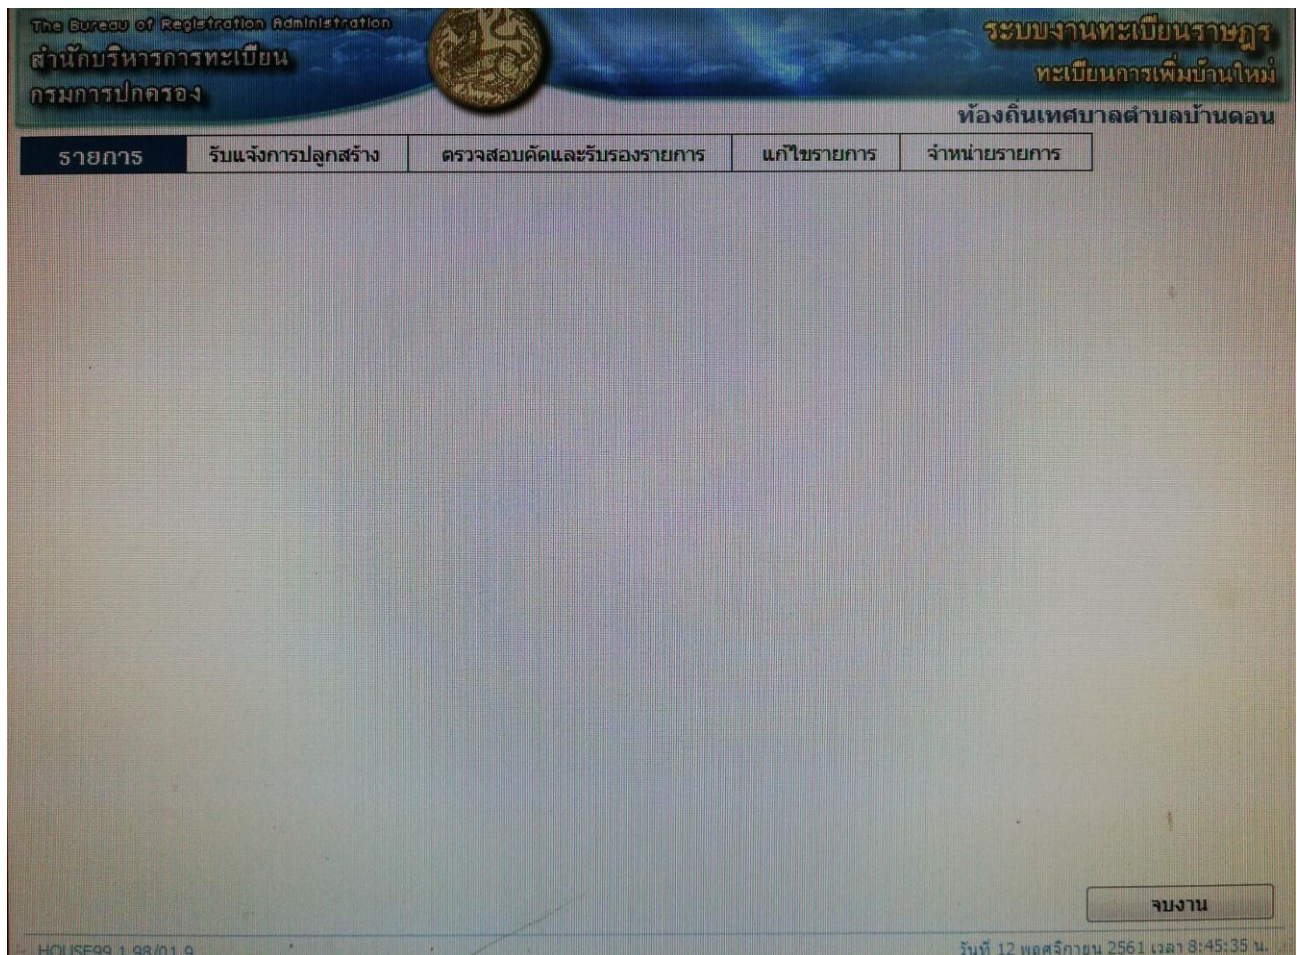 The Bureau of Registration Administration
สำนักบริหารการทะเบียน
กรมการปกครอง
ระบบงานทะเบียนราษฎร
ทะเบียนการเพิ่มบ้านใหม่
ท้องถิ่นเทศบาลตำบลบ้านดอน
รายการ รับแจ้งการปลูกสร้าง ตรวจสอบคัดและรับรองรายการ แก้ไขรายการ จำหน่ายรายการ
จบงาน
HOUSE99 1.98/01.9 วันที่ 12 พฤศจิกายน 2561 เวลา 8:45:35 น.